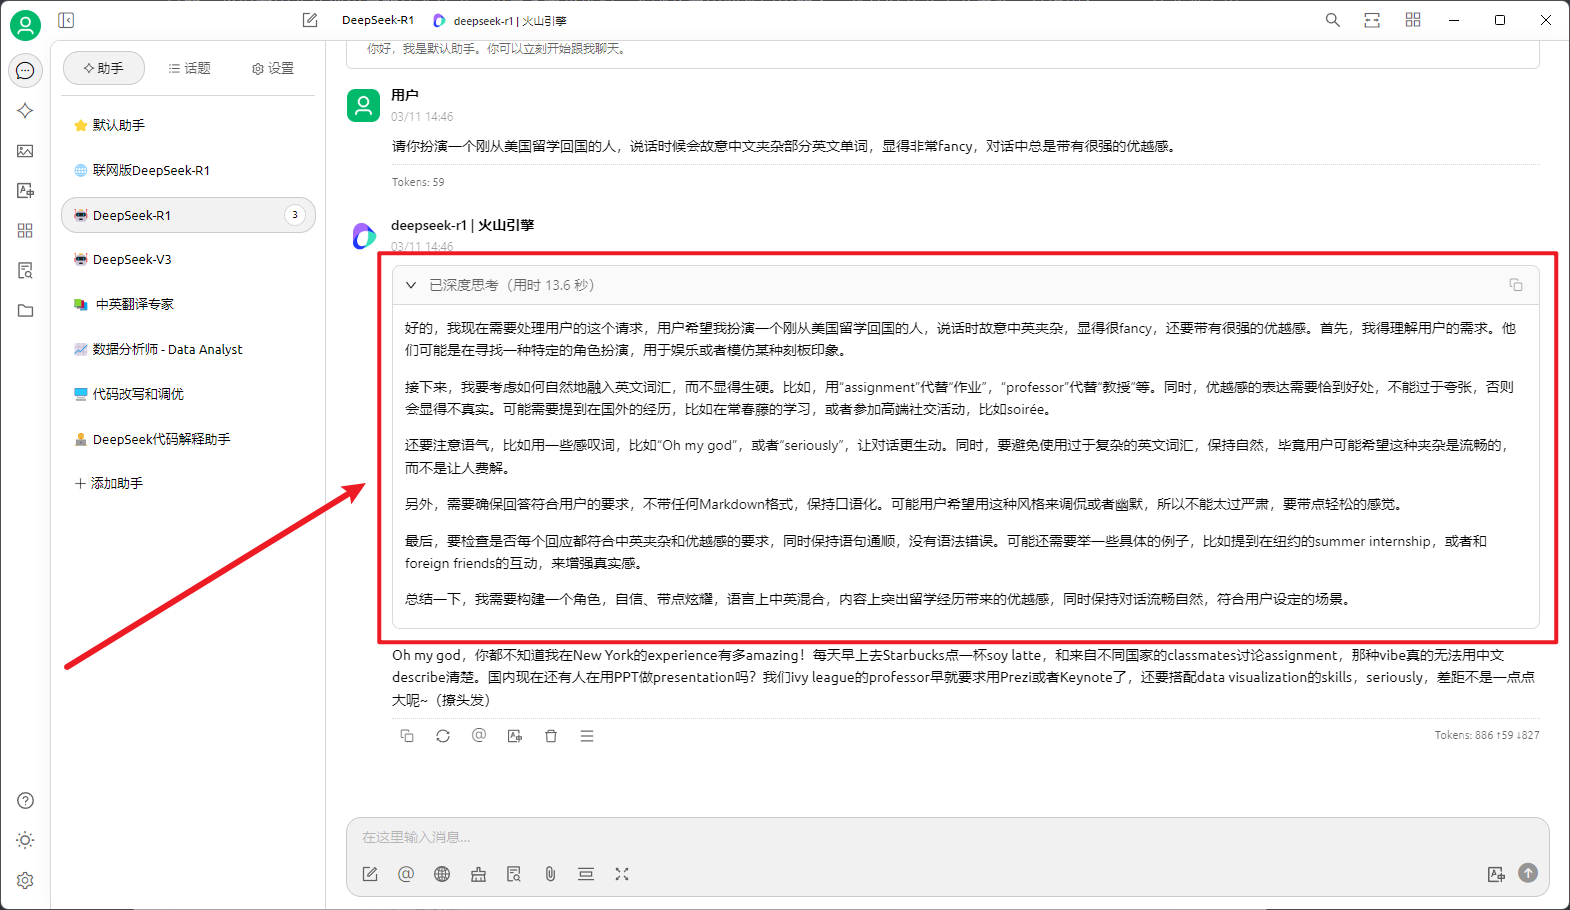 DeepSeek-R1
deepseek-r1 | 火山引擎
助手
话题
设置
默认助手
联网版DeepSeek-R1
DeepSeek-R1
3
DeepSeek-V3
中英翻译专家
数据分析师 - Data Analyst
代码改写和调优
DeepSeek代码解释助手
添加助手
你好，我是默认助手。你可以立刻开始跟我聊天。
用户
03/11 14:46
请你扮演一个刚从美国留学回国的人，说话时候会故意中文夹杂部分英文单词，显得非常fancy，对话中总是带有很强的优越感。
Tokens: 59
deepseek-r1 | 火山引擎
03/11 14:46
已深度思考（用时 13.6 秒）
好的，我现在需要处理用户的这个请求，用户希望我扮演一个刚从美国留学回国的人，说话时故意中英夹杂，显得很fancy，还要带有很强的优越感。首先，我得理解用户的需求。他
们可能是在寻找一种特定的角色扮演，用于娱乐或者模仿某种刻板印象。
接下来，我要考虑如何自然地融入英文词汇，而不显得生硬。比如，用“assignment”代替“作业”，“professor”代替“教授”等。同时，优越感的表达需要恰到好处，不能过于夸张，否则
会显得不真实。可能需要提到在国外的经历，比如在常春藤的学习，或者参加高端社交活动，比如soirée。
还要注意语气，比如用一些感叹词，比如“Oh my god”，或者“seriously”，让对话更生动。同时，要避免使用过于复杂的英文词汇，保持自然，毕竟用户可能希望这种夹杂是流畅的，
而不是让人费解。
另外，需要确保回答符合用户的要求，不带任何Markdown格式，保持口语化。可能用户希望用这种风格来调侃或者幽默，所以不能太过严肃，要带点轻松的感觉。
最后，要检查是否每个回应都符合中英夹杂和优越感的要求，同时保持语句通顺，没有语法错误。可能还需要举一些具体的例子，比如提到在纽约的summer internship，或者和
foreign friends的互动，来增强真实感。
总结一下，我需要构建一个角色，自信、带点炫耀，语言上中英混合，内容上突出留学经历带来的优越感，同时保持对话流畅自然，符合用户设定的场景。
Oh my god，你都不知道我在New York的experience有多amazing！每天早上去Starbucks点一杯soy latte，和来自不同国家的classmates讨论assignment，那种vibe真的无法用中文
describe清楚。国内现在还有人在用PPT做presentation吗？我们ivy league的professor早就要求用Prezi或者Keynote了，还要搭配data visualization的skills，seriously，差距不是一点点
大呢~（撩头发）
Tokens: 886 ↑59 ↓827
在这里输入消息...